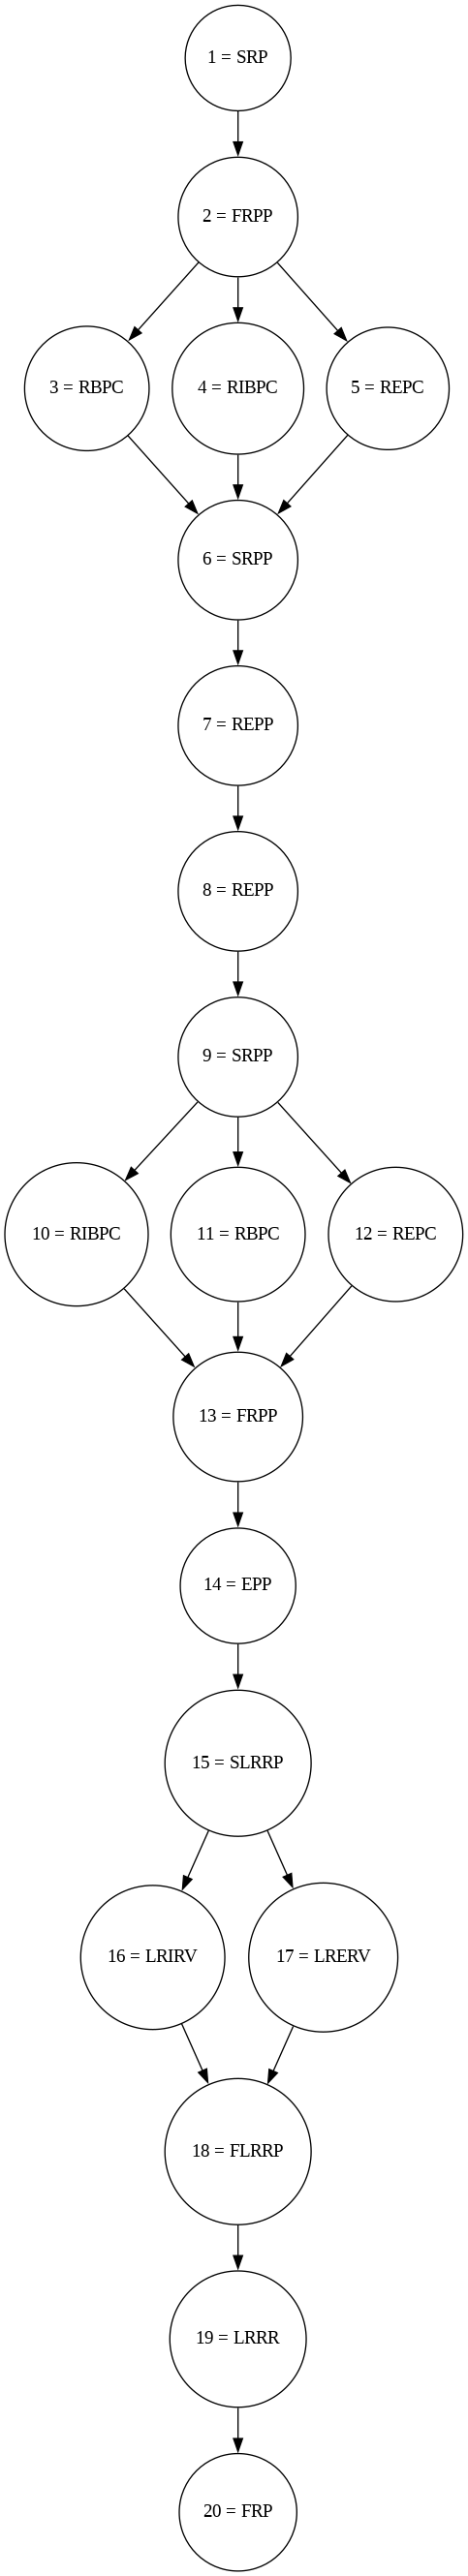 1 = SRP
2 = FRPP
3 = RBPC
4 = RIBPC
5 = REPC
6 = SRPP
7 = REPP
8 = REPP
9 = SRPP
10 = RIBPC
11 = RBPC
12 = REPC
13 = FRPP
14 = EPP
15 = SLRRP
16 = LRIRV
17 = LRERV
18 = FLRRP
19 = LRRR
20 = FRP